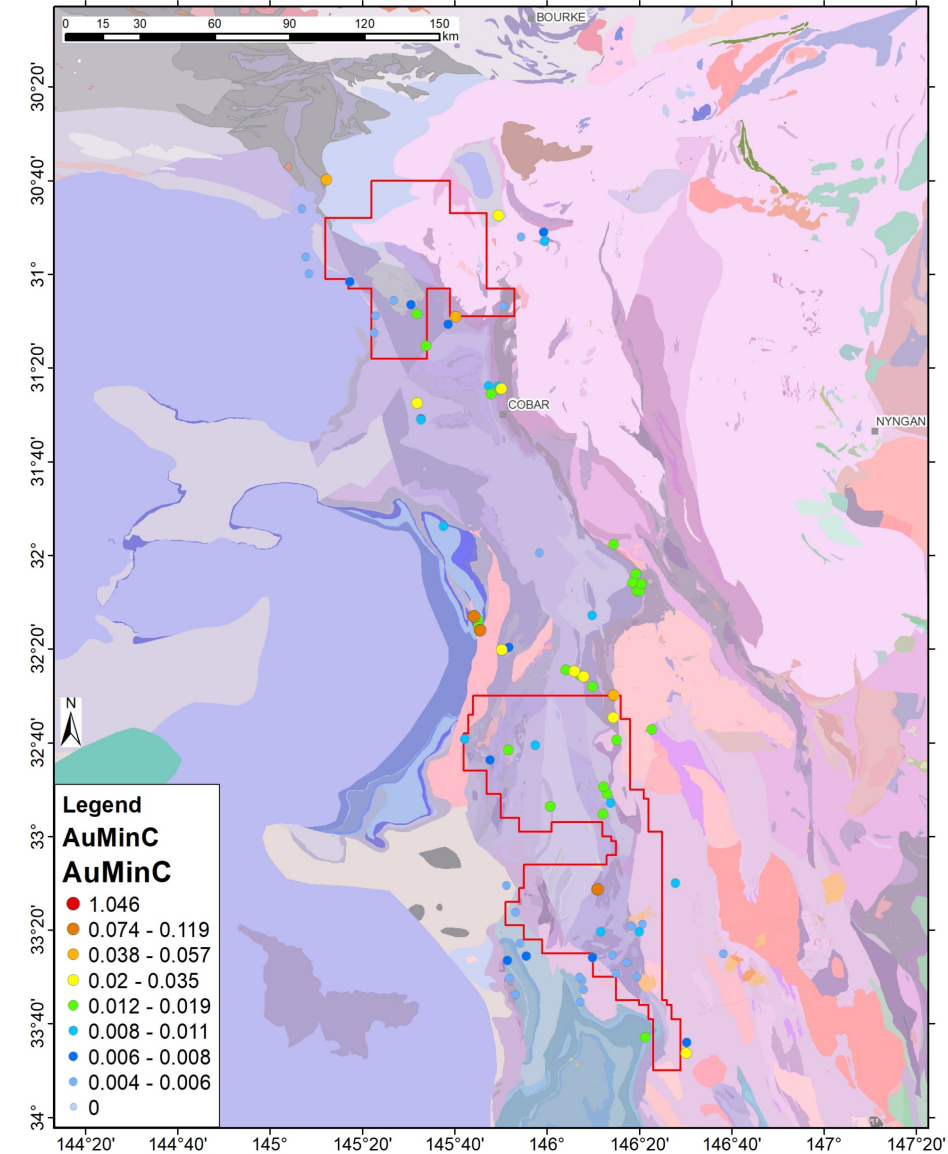 BOURKE
0 15 30 60 90 120 150
km
30°20'
30°40'
31°
31°20'
COBAR
NYNGAN
31°40'
32°
32°20'
N
32°40'
33°
33°20'
33°40'
34°
Legend
AuMinC
AuMinC
1.046
0.074 - 0.119
0.038 - 0.057
0.02 - 0.035
0.012 - 0.019
0.008 - 0.011
0.006 - 0.008
0.004 - 0.006
0
144°20' 144°40' 145° 145°20' 145°40' 146° 146°20' 146°40' 147° 147°20'